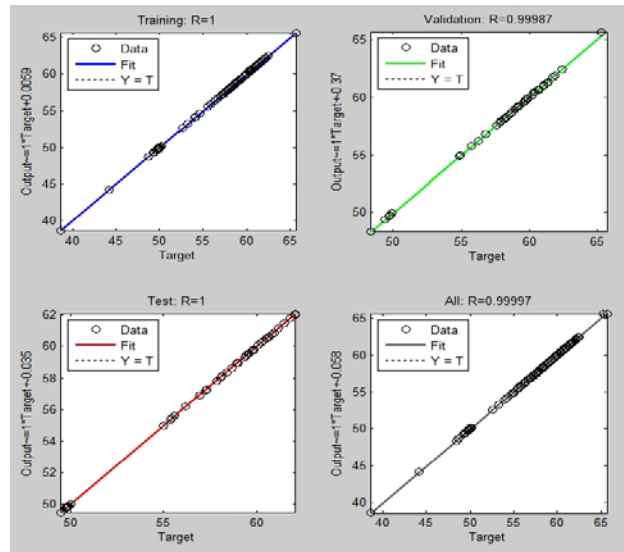 Training: R=1
Output~=1*Target+0.0059
65
60
55
50
45
40
Data
Fit
Y = T
40 45 50 55 60 65
Target
Validation: R=0.99987
Output~=1*Target+-0.37
65
60
55
50
Data
Fit
Y = T
50 55 60 65
Target
Test: R=1
Output~=1*Target+-0.035
62
60
58
56
54
52
50
Data
Fit
Y = T
50 55 60
Target
All: R=0.99997
Output~=1*Target+-0.058
65
60
55
50
45
40
Data
Fit
Y = T
40 45 50 55 60 65
Target